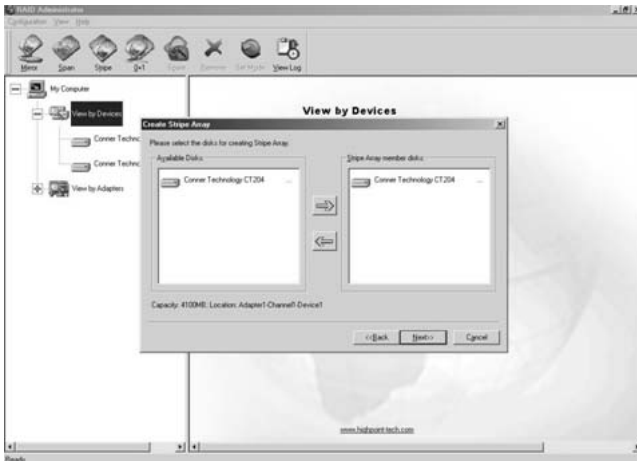 RAID Administrator
Configuration View Help
Mirror Span Stripe 0+1 Spare Remove Set Mode View Log
My Computer
View by Devices
Conner Techno
Conner Techno
View by Adapters
View by Devices
Create Stripe Array
Please select the disks for creating Stripe Array.
Available Disks:
Stripe Array member disks:
Conner Technology CT204 ...
Conner Technology CT204 ...
Capacity: 4100MB; Location: Adapter1-Channel1-Device1
<<Back Next>> Cancel
www.highpoint-tech.com
Ready